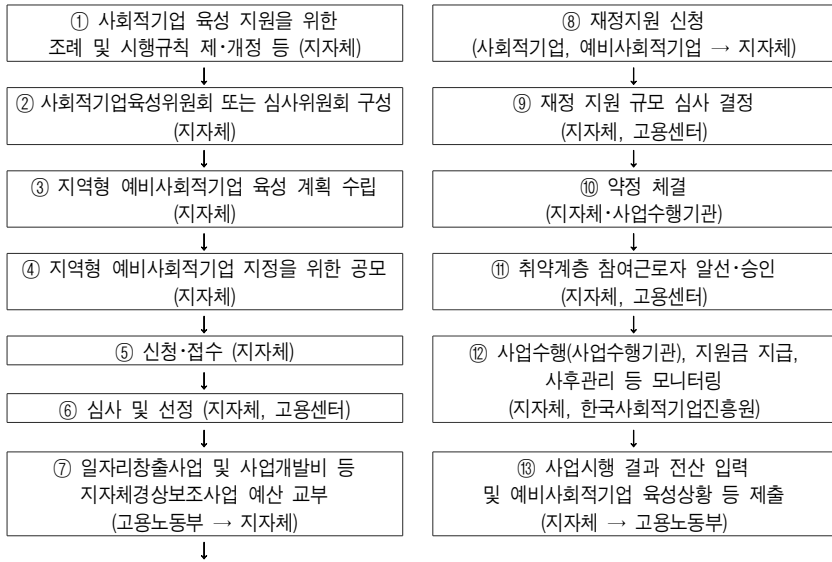 ① 사회적기업 육성 지원을 위한
조례 및 시행규칙 제·개정 등 (지자체)
↓
② 사회적기업육성위원회 또는 심사위원회 구성
(지자체)
↓
③ 지역형 예비사회적기업 육성 계획 수립
(지자체)
↓
④ 지역형 예비사회적기업 지정을 위한 공모
(지자체)
↓
⑤ 신청·접수 (지자체)
↓
⑥ 심사 및 선정 (지자체, 고용센터)
↓
⑦ 일자리창출사업 및 사업개발비 등
지자체경상보조사업 예산 교부
(고용노동부 → 지자체)
↓
⑧ 재정지원 신청
(사회적기업, 예비사회적기업 → 지자체)
↓
⑨ 재정 지원 규모 심사 결정
(지자체, 고용센터)
↓
⑩ 약정 체결
(지자체·사업수행기관)
↓
⑪ 취약계층 참여근로자 알선·승인
(지자체, 고용센터)
↓
⑫ 사업수행(사업수행기관), 지원금 지급,
사후관리 등 모니터링
(지자체, 한국사회적기업진흥원)
↓
⑬ 사업시행 결과 전산 입력
및 예비사회적기업 육성상황 등 제출
(지자체 → 고용노동부)